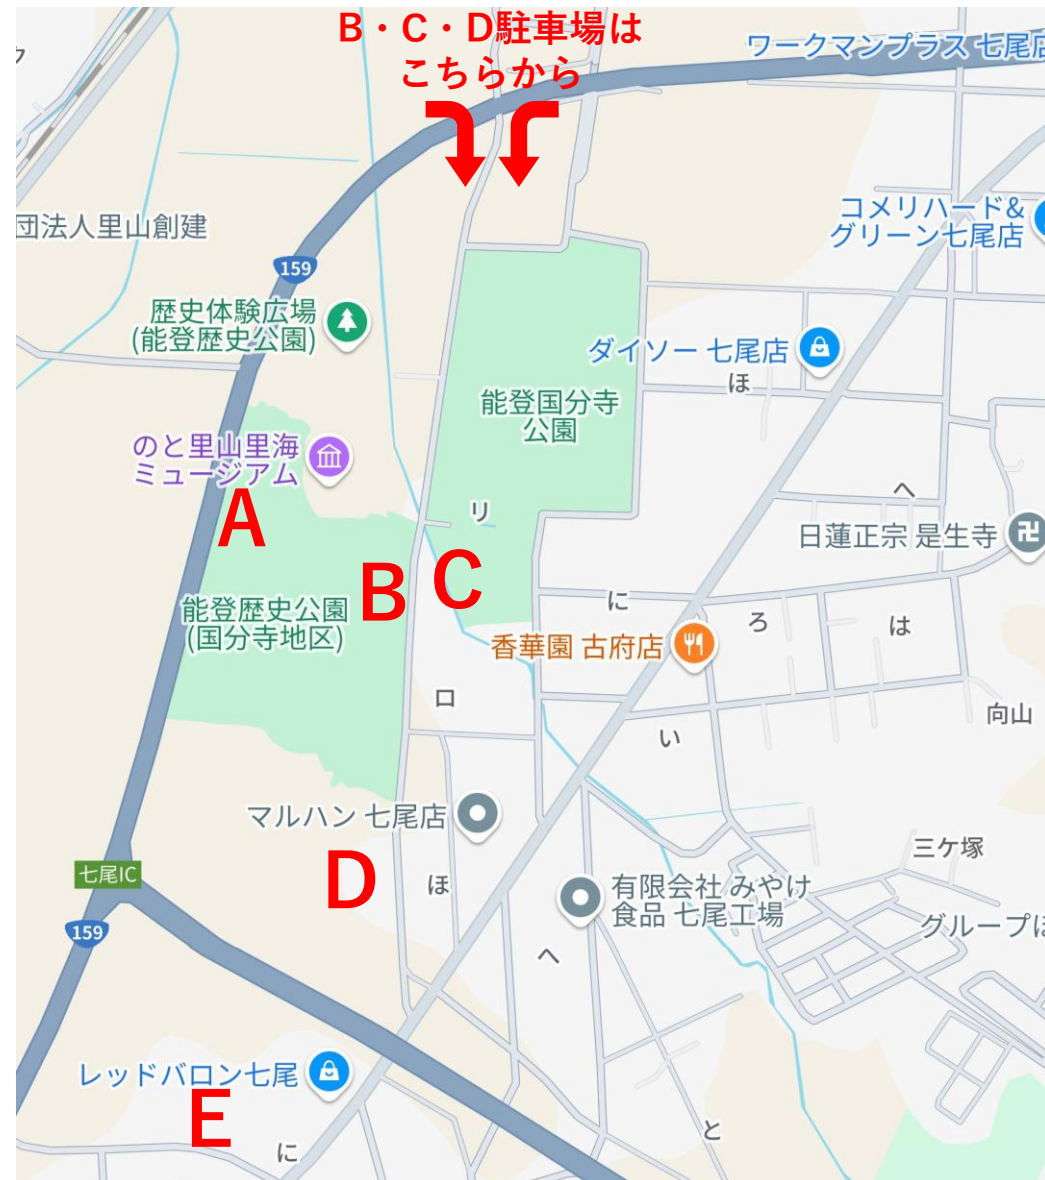 B・C・D駐車場は
こちらから
ワークマンプラス 七尾店
ク
コメリハード&
グリーン七尾店
団法人里山創建
159
歴史体験広場
(能登歴史公園)
ダイソー 七尾店
ほ
能登国分寺
公園
のと里山里海
ミュージアム
A
リ
へ
日蓮正宗 是生寺
B
C
能登歴史公園
(国分寺地区)
に
ろ
は
香華園 古府店
ロ
向山
い
マルハン 七尾店
三ケ塚
七尾IC
D
ほ
有限会社 みやけ
食品 七尾工場
159
グループほ
へ
レッドバロン七尾
E
に
と